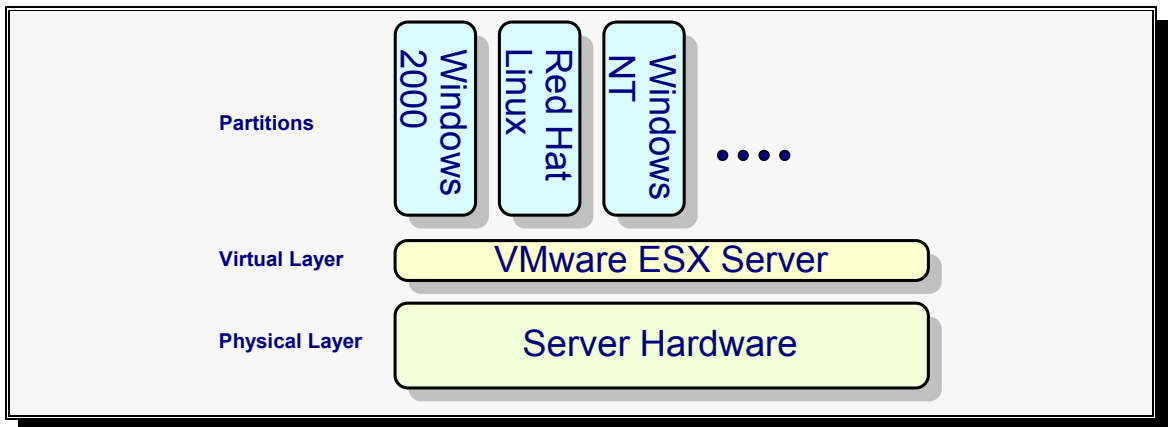 Partitions
Windows
2000
Red Hat
Linux
Windows
NT
....
Virtual Layer
VMware ESX Server
Physical Layer
Server Hardware